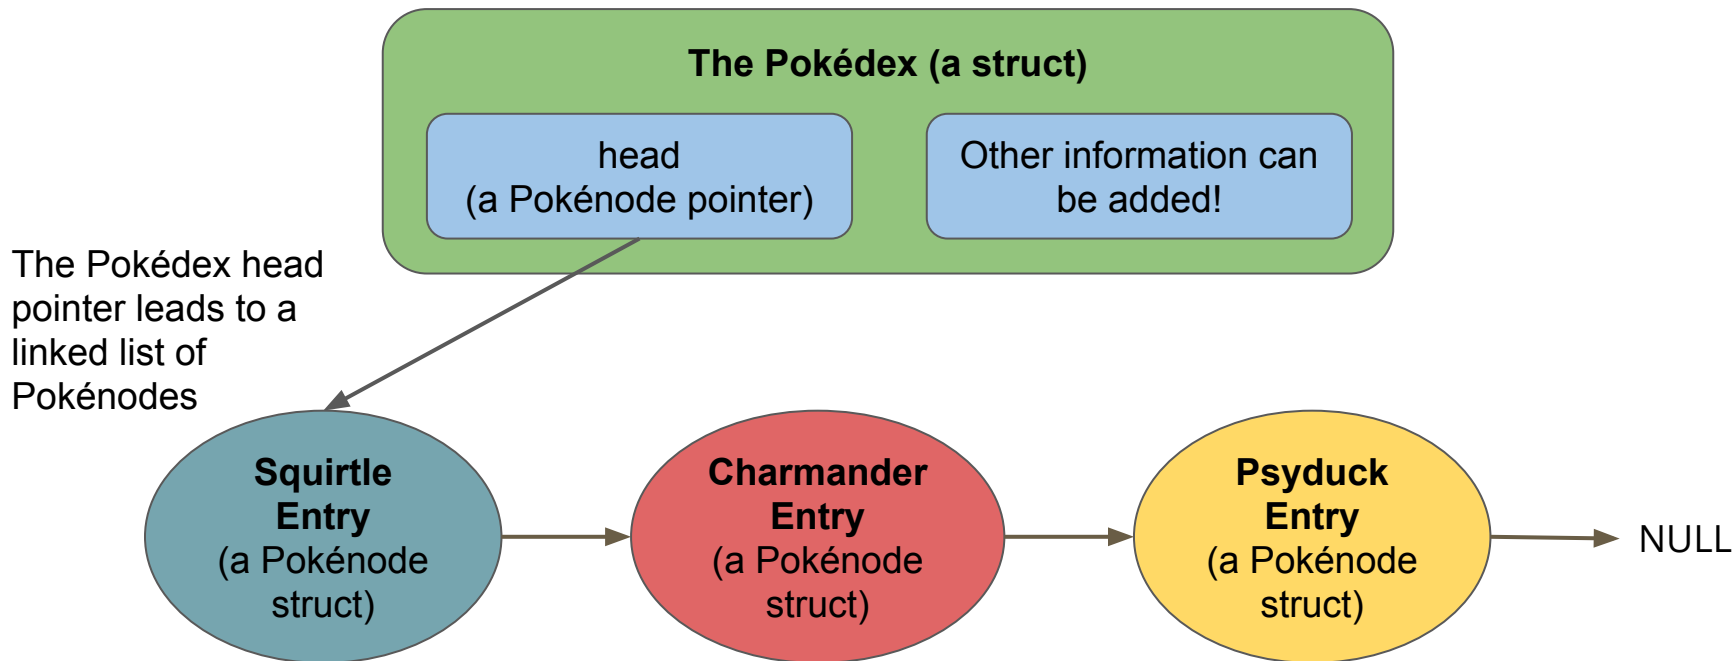 The Pokédex (a struct)
head
(a Pokénode pointer)
Other information can
be added!
The Pokédex head
pointer leads to a
linked list of
Pokénodes
Squirtle
Entry
(a Pokénode
struct)
Charmander
Entry
(a Pokénode
struct)
Psyduck
Entry
(a Pokénode
struct)
NULL